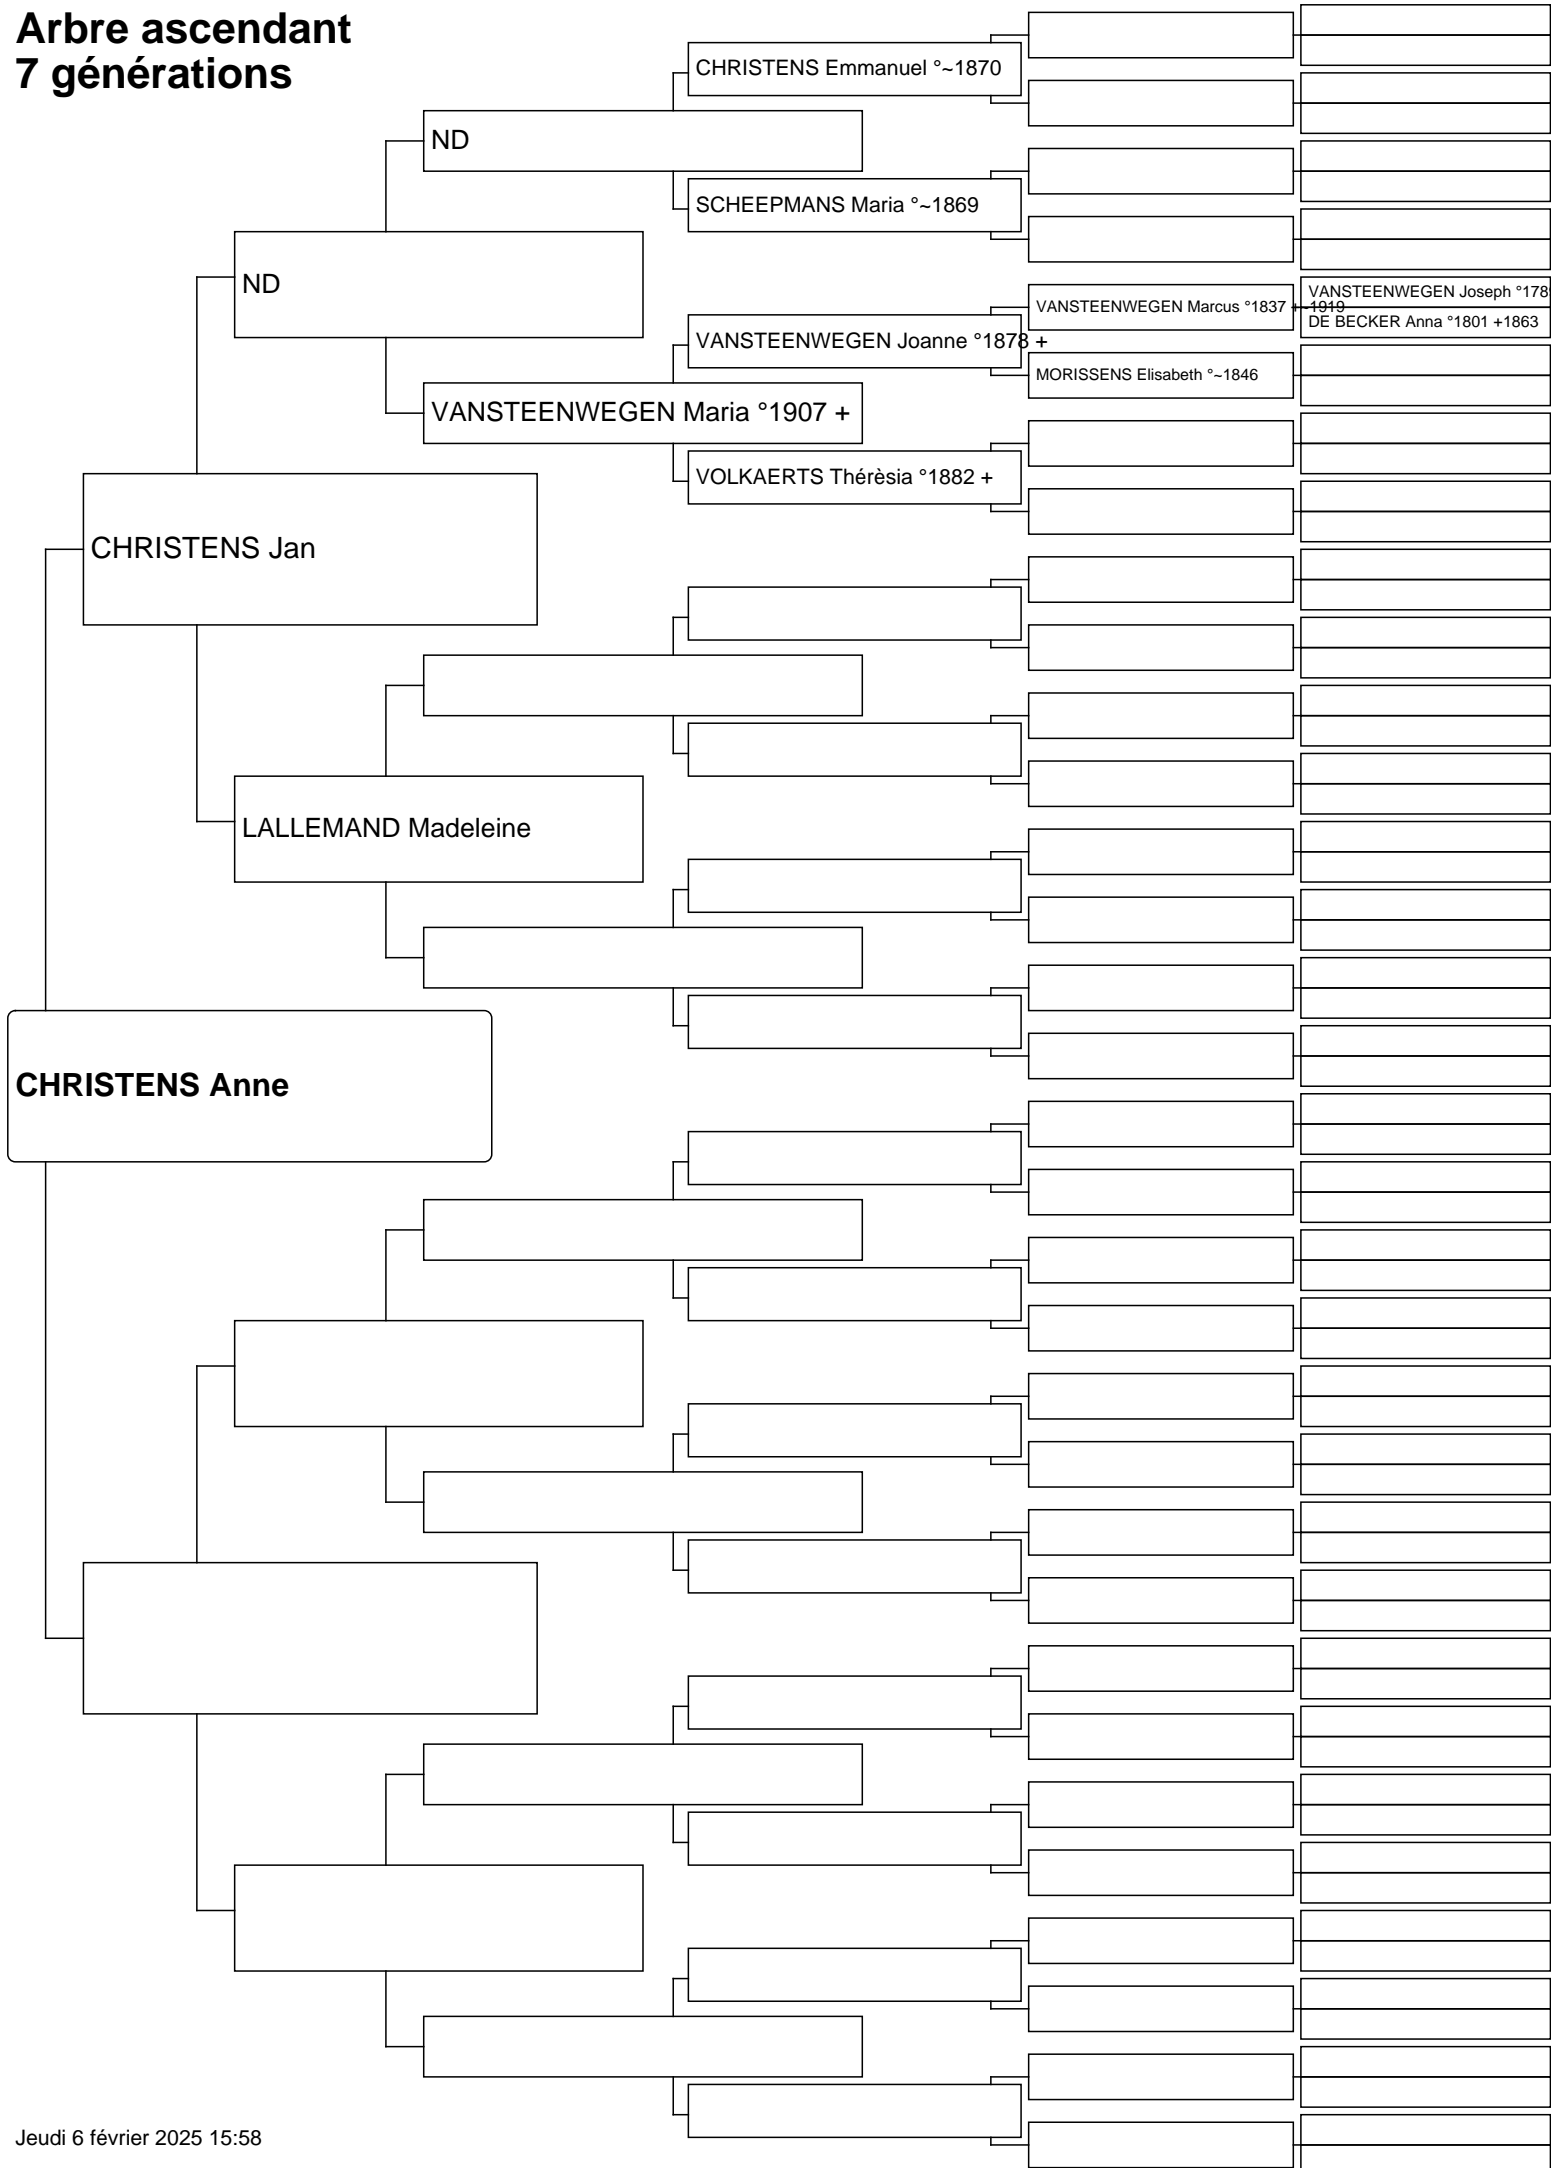 Arbre ascendant
7 générations
CHRISTENS Emmanuel °~1870
ND
SCHEEPMANS Maria °~1869
ND
VANSTEENWEGEN Marcus °1837 +~1919
VANSTEENWEGEN Joseph °178
DE BECKER Anna °1801 +1863
VANSTEENWEGEN Joanne °1878 +
MORISSENS Elisabeth °~1846
VANSTEENWEGEN Maria °1907 +
VOLKAERTS Thérèsia °1882 +
CHRISTENS Jan
LALLEMAND Madeleine
CHRISTENS Anne
Jeudi 6 février 2025 15:58